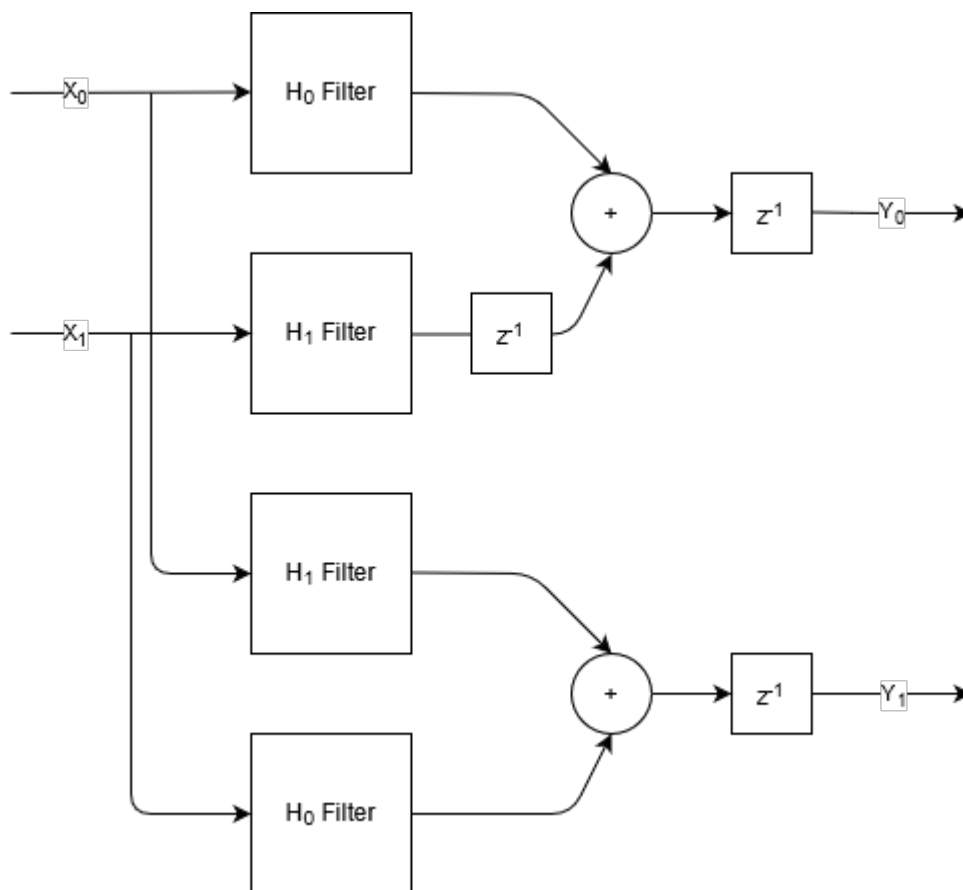 X₀
H₀ Filter
+
z⁻¹
Y₀
X₁
H₁ Filter
z⁻¹
H₁ Filter
+
z⁻¹
Y₁
H₀ Filter